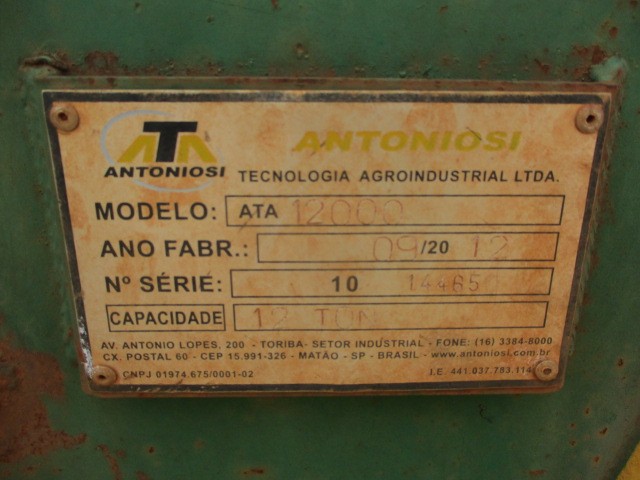 ATA
ANTONIOSI
ANTONIOSI
TECNOLOGIA AGROINDUSTRIAL LTDA.
MODELO: ATA 12000
ANO FABR.: 09/20 12
Nº SÉRIE: 10 14465
CAPACIDADE 12 TON
AV. ANTONIO LOPES, 200 - TORIBA- SETOR INDUSTRIAL - FONE: (16) 3384-8000
CX. POSTAL 60 - CEP 15.991-326 - MATÃO - SP - BRASIL - www.antoniosi.com.br
CNPJ 01974.675/0001-02 I.E. 441.037.783.114